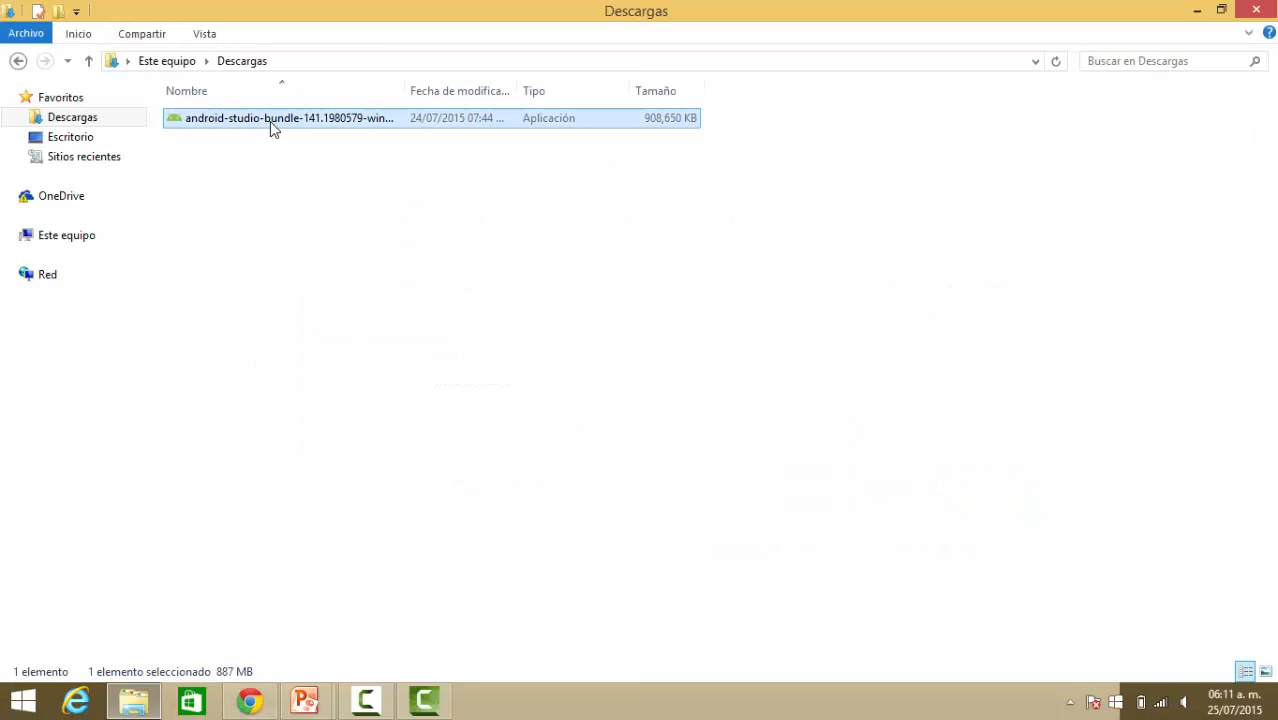 Descargas
Archivo Inicio Compartir Vista
Este equipo Descargas Buscar en Descargas
Nombre Fecha de modifica... Tipo Tamaño
Favoritos
Descargas
Escritorio
Sitios recientes
OneDrive
Este equipo
Red
android-studio-bundle-141.1980579-win... 24/07/2015 07:44 ... Aplicación 908,650 KB
1 elemento 1 elemento seleccionado 887 MB
06:11 a. m.
25/07/2015